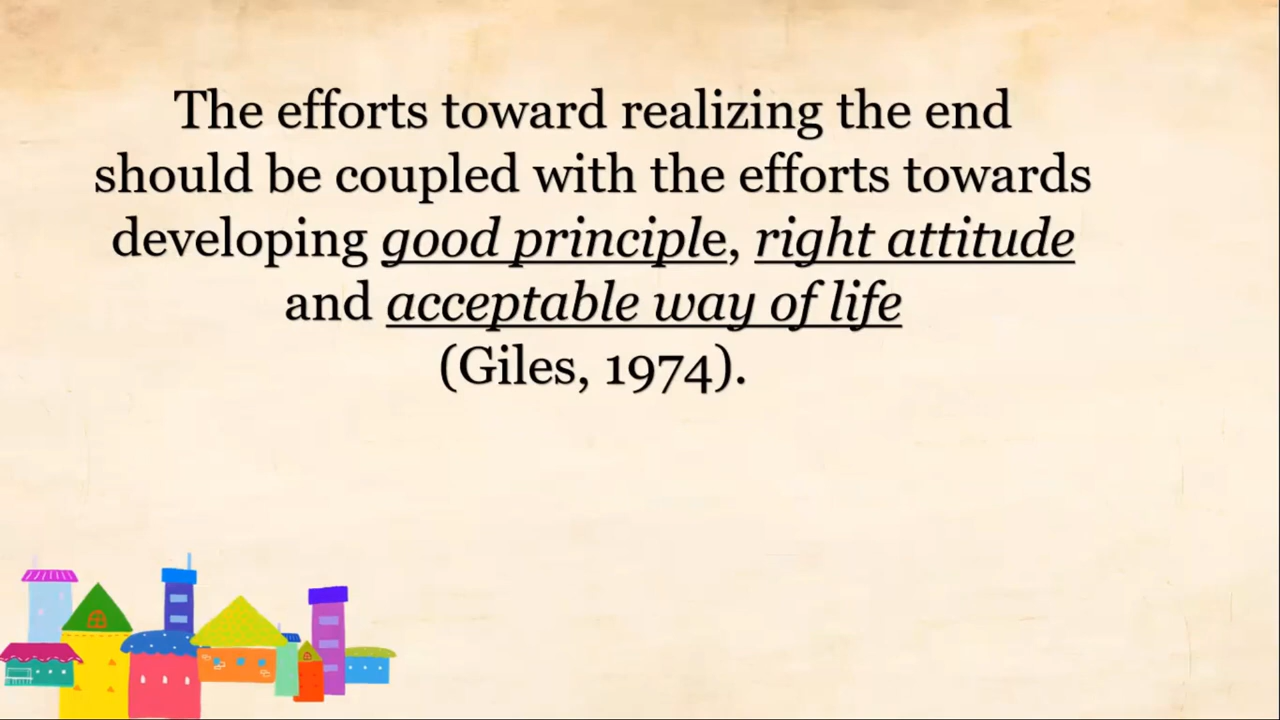 The efforts toward realizing the end
should be coupled with the efforts towards
developing good principle, right attitude
and acceptable way of life
(Giles, 1974).